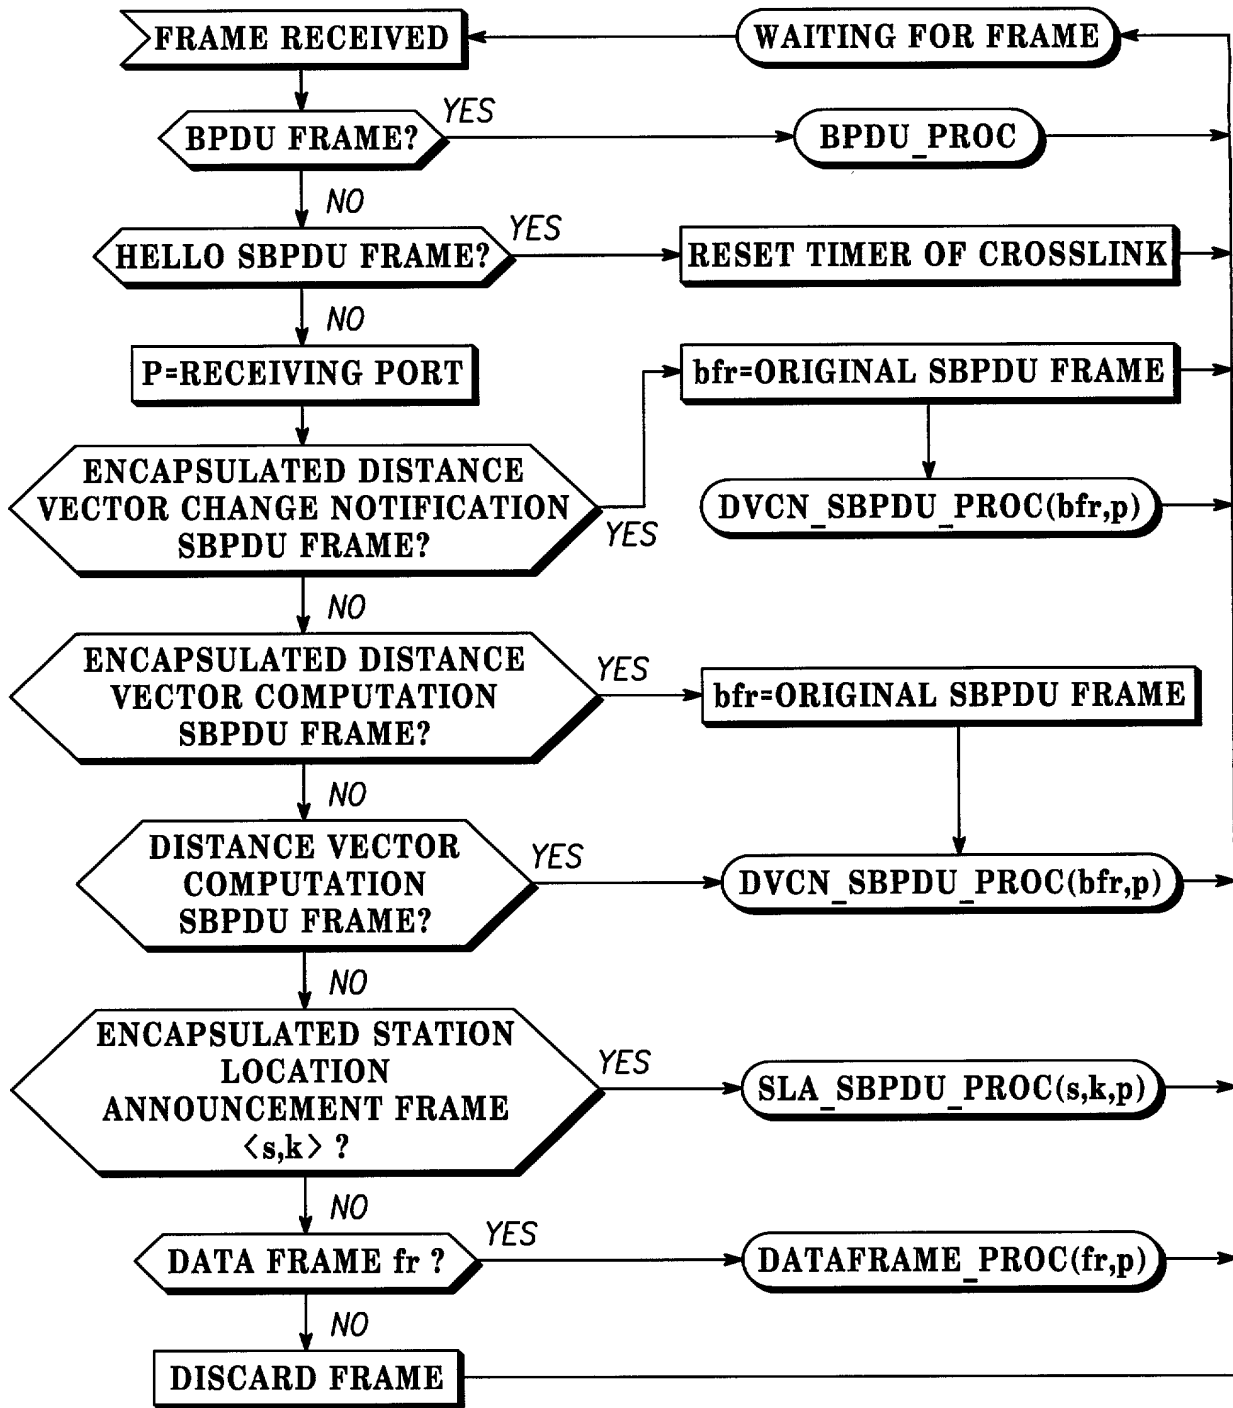 FRAME RECEIVED
WAITING FOR FRAME
BPDU FRAME?
YES
BPDU_PROC
NO
HELLO SBPDU FRAME?
YES
RESET TIMER OF CROSSLINK
NO
P=RECEIVING PORT
bfr=ORIGINAL SBPDU FRAME
ENCAPSULATED DISTANCE
VECTOR CHANGE NOTIFICATION
SBPDU FRAME?
YES
DVCN_SBPDU_PROC(bfr,p)
NO
ENCAPSULATED DISTANCE
VECTOR COMPUTATION
SBPDU FRAME?
YES
bfr=ORIGINAL SBPDU FRAME
NO
DISTANCE VECTOR
COMPUTATION
SBPDU FRAME?
YES
DVCN_SBPDU_PROC(bfr,p)
NO
ENCAPSULATED STATION
LOCATION
ANNOUNCEMENT FRAME
<s,k> ?
YES
SLA_SBPDU_PROC(s,k,p)
NO
DATA FRAME fr ?
YES
DATAFRAME_PROC(fr,p)
NO
DISCARD FRAME